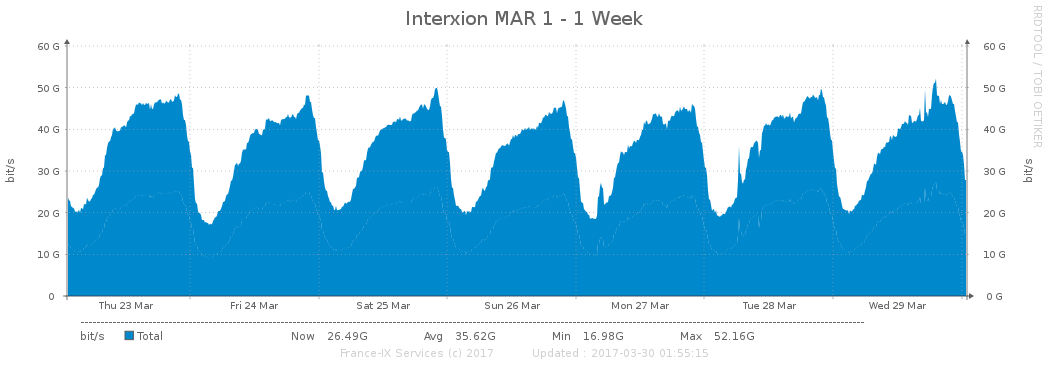 Interxion MAR 1 - 1 Week
RRDTOOL / TOBI OETIKER
bit/s
60 G
50 G
40 G
30 G
20 G
10 G
0
60 G
50 G
40 G
30 G
20 G
10 G
0 G
bit/s
Thu 23 Mar Fri 24 Mar Sat 25 Mar Sun 26 Mar Mon 27 Mar Tue 28 Mar Wed 29 Mar
bit/s Total Now 26.49G Avg 35.62G Min 16.98G Max 52.16G
France-IX Services (c) 2017 Updated : 2017-03-30 01:55:15